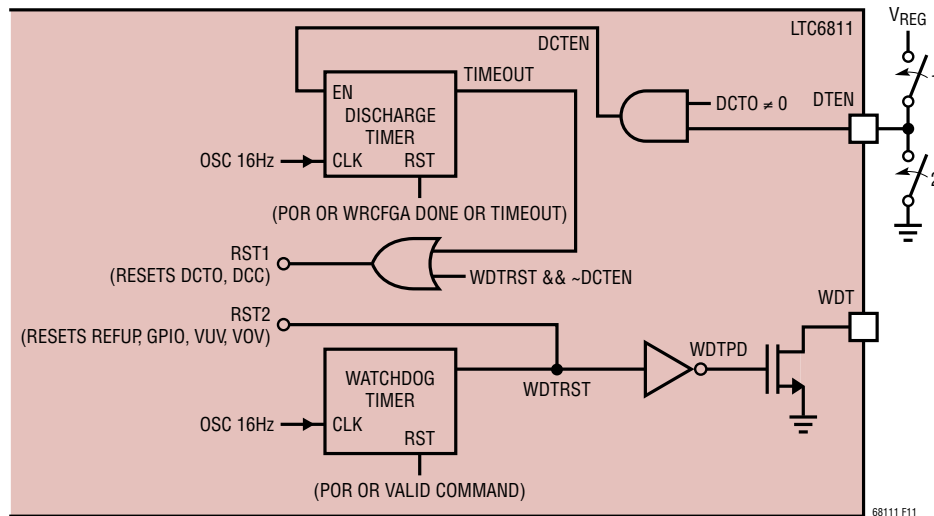 LTC6811
VREG
DCTEN
TIMEOUT
1
EN
DISCHARGE
TIMER
DCTO ≠ 0
DTEN
OSC 16Hz
CLK
RST
2
(POR OR WRCFGA DONE OR TIMEOUT)
RST1
(RESETS DCTO, DCC)
WDTRST && ~DCTEN
RST2
(RESETS REFUP, GPIO, VUV, VOV)
WDT
WATCHDOG
TIMER
WDTRST
WDTPD
OSC 16Hz
CLK
RST
(POR OR VALID COMMAND)
68111 F11